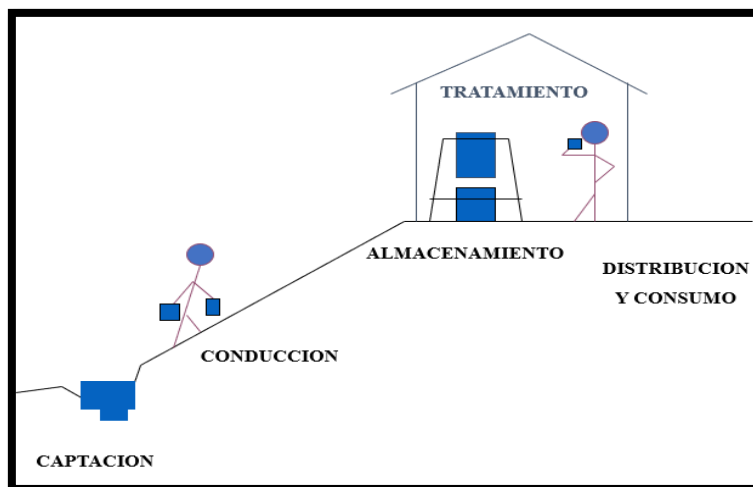 TRATAMIENTO
ALMACENAMIENTO
DISTRIBUCION
Y CONSUMO
CONDUCCION
CAPTACION